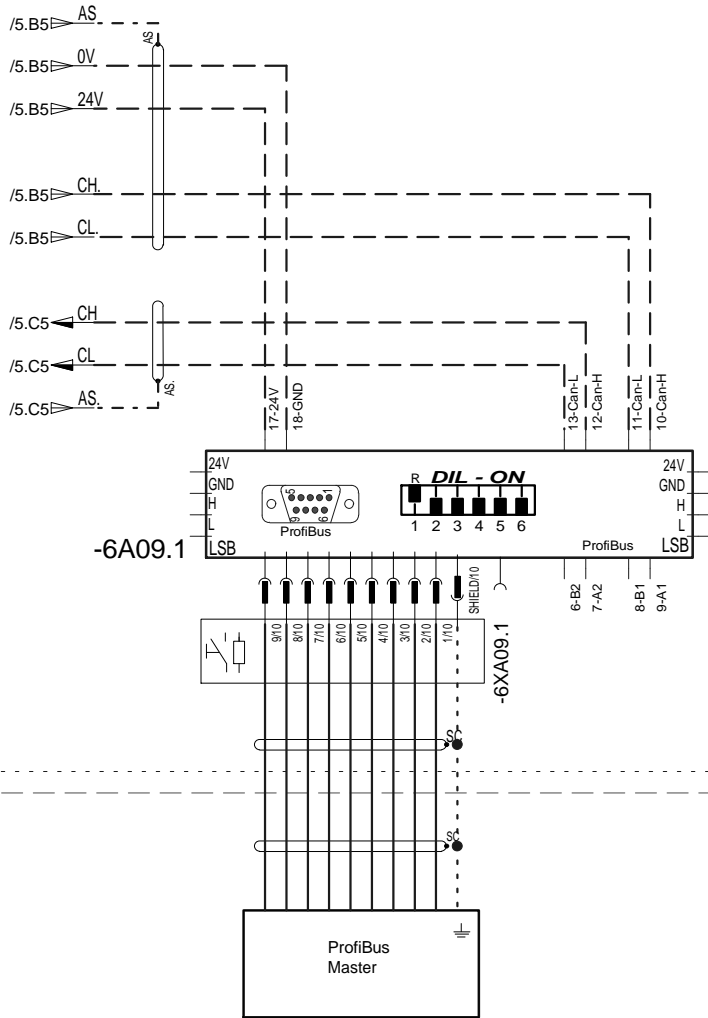 /5.B5 AS
AS
/5.B5 0V
/5.B5 24V
/5.B5 CH.
/5.B5 CL.
/5.C5 CH
/5.C5 CL
/5.C5 AS.
AS.
17-24V
18-GND
13-Can-L
12-Can-H
11-Can-L
10-Can-H
24V
GND
H
L
LSB
5 1
9 6
ProfiBus
R DIL - ON
1 2 3 4 5 6
ProfiBus
24V
GND
H
L
LSB
-6A09.1
SHIELD/10
6-B2
7-A2
8-B1
9-A1
9/10
8/10
7/10
6/10
5/10
4/10
3/10
2/10
1/10
-6XA09.1
SC
SC
ProfiBus
Master